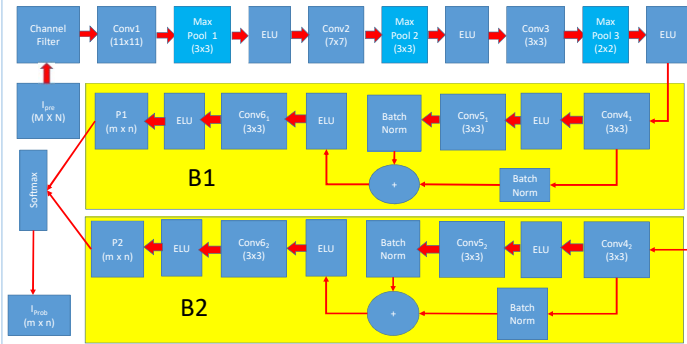 Channel
Filter
Conv1
(11x11)
Max
Pool 1
(3x3)
ELU
Conv2
(7x7)
Max
Pool 2
(3x3)
ELU
Conv3
(3x3)
Max
Pool 3
(2x2)
ELU
I_pre
(M X N)
P1
(m x n)
ELU
Conv6₁
(3x3)
ELU
Batch
Norm
Conv5₁
(3x3)
ELU
Conv4₁
(3x3)
B1
+
Batch
Norm
Softmax
P2
(m x n)
ELU
Conv6₂
(3x3)
ELU
Batch
Norm
Conv5₂
(3x3)
ELU
Conv4₂
(3x3)
B2
+
Batch
Norm
I_Prob
(m x n)